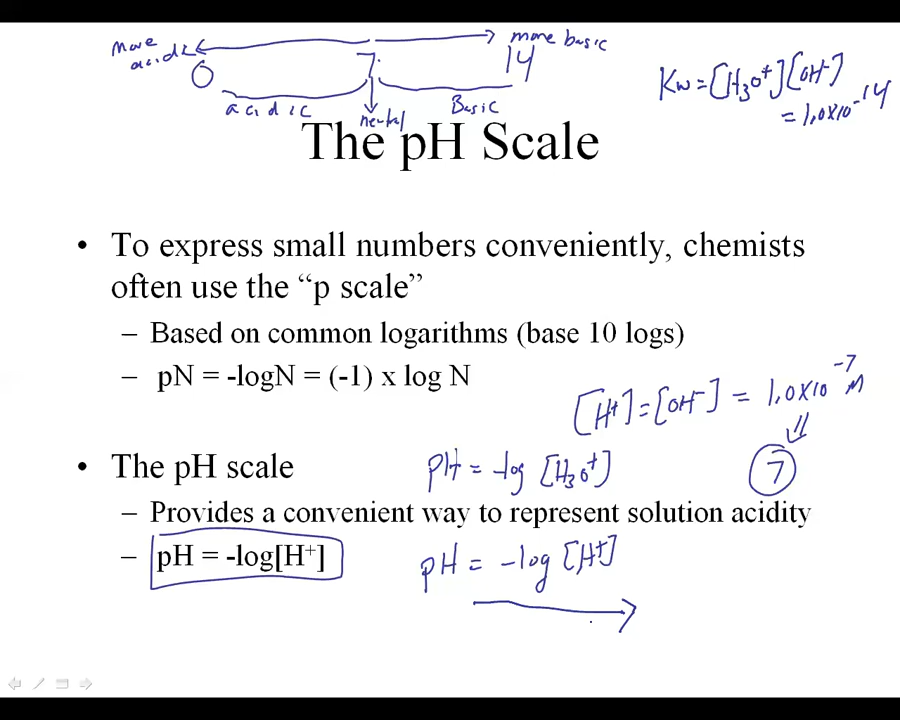 more acidic
more basic
0
7
14
acidic
neutral
Basic
Kw = [H3O+][OH-]
= 1.0x10^-14
The pH Scale
• To express small numbers conveniently, chemists
often use the “p scale”
– Based on common logarithms (base 10 logs)
– pN = -logN = (-1) x log N
[H+] = [OH-] = 1.0x10^-7 M
7
• The pH scale
pH = -log [H3O+]
– Provides a convenient way to represent solution acidity
– pH = -log[H+]
pH = -log [H+]